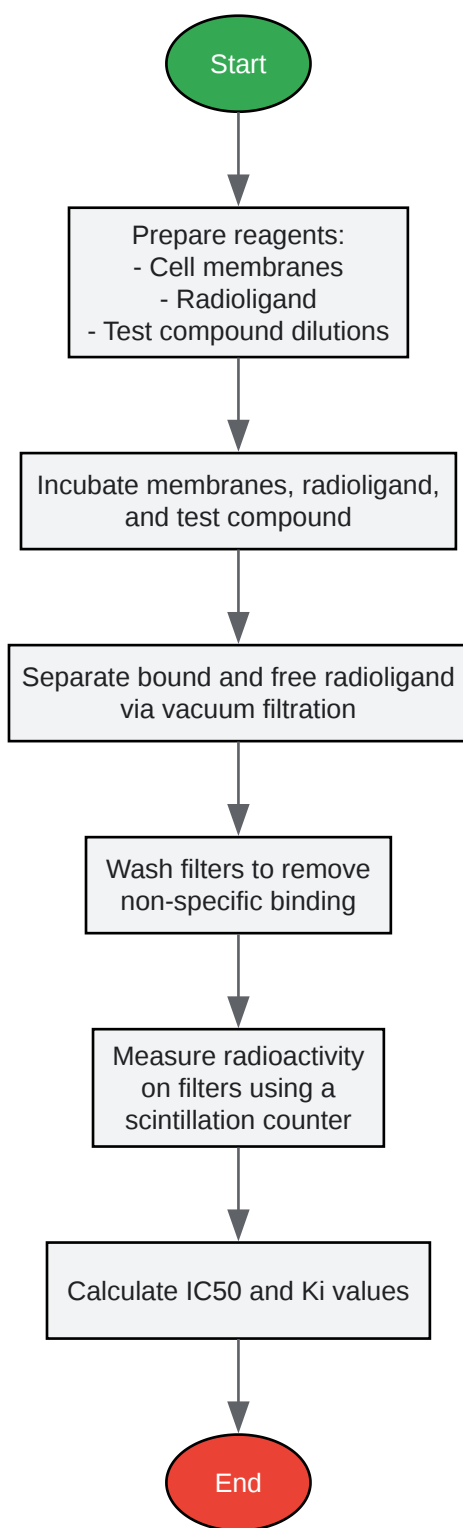 Start
Prepare reagents:
- Cell membranes
- Radioligand
- Test compound dilutions
Incubate membranes, radioligand,
and test compound
Separate bound and free radioligand
via vacuum filtration
Wash filters to remove
non-specific binding
Measure radioactivity
on filters using a
scintillation counter
Calculate IC50 and Ki values
End